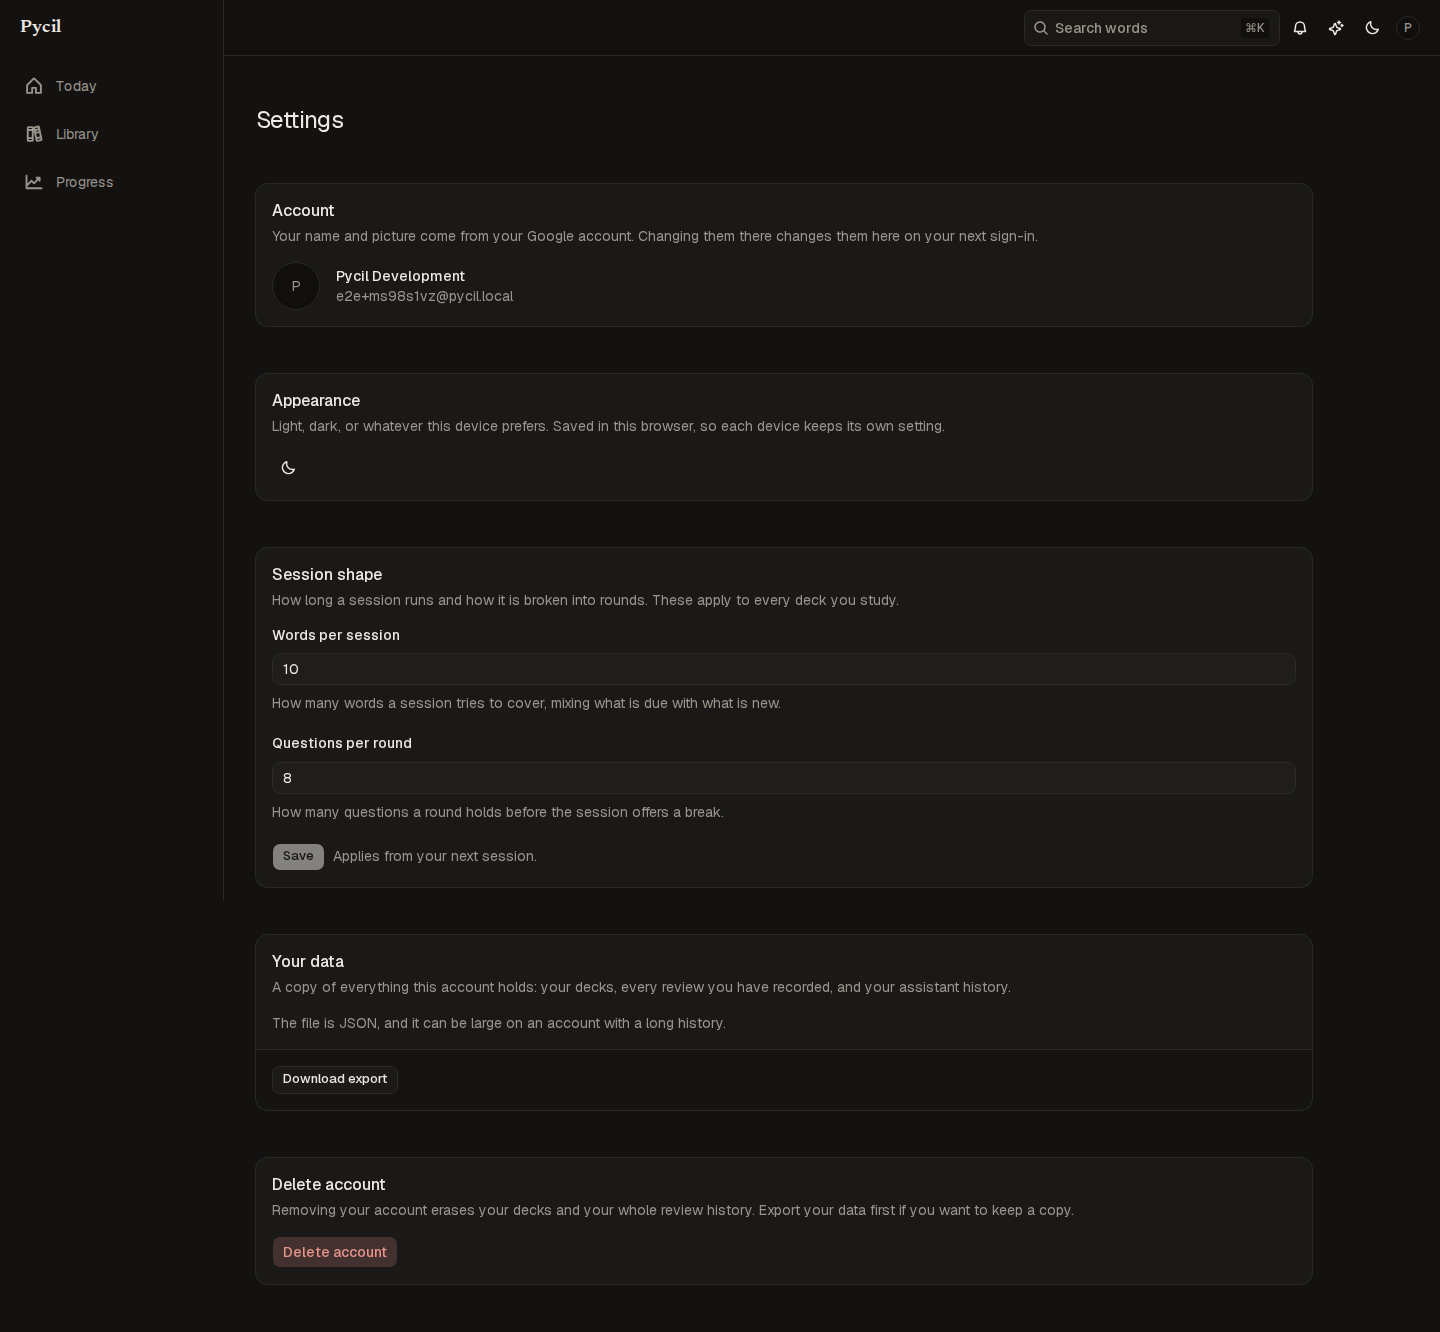 Pycil
Search words
⌘K
P
Today
Library
Progress
Settings
Account
Your name and picture come from your Google account. Changing them there changes them here on your next sign-in.
P
Pycil Development
e2e+ms98s1vz@pycil.local
Appearance
Light, dark, or whatever this device prefers. Saved in this browser, so each device keeps its own setting.
Session shape
How long a session runs and how it is broken into rounds. These apply to every deck you study.
Words per session
10
How many words a session tries to cover, mixing what is due with what is new.
Questions per round
8
How many questions a round holds before the session offers a break.
Save
Applies from your next session.
Your data
A copy of everything this account holds: your decks, every review you have recorded, and your assistant history.
The file is JSON, and it can be large on an account with a long history.
Download export
Delete account
Removing your account erases your decks and your whole review history. Export your data first if you want to keep a copy.
Delete account